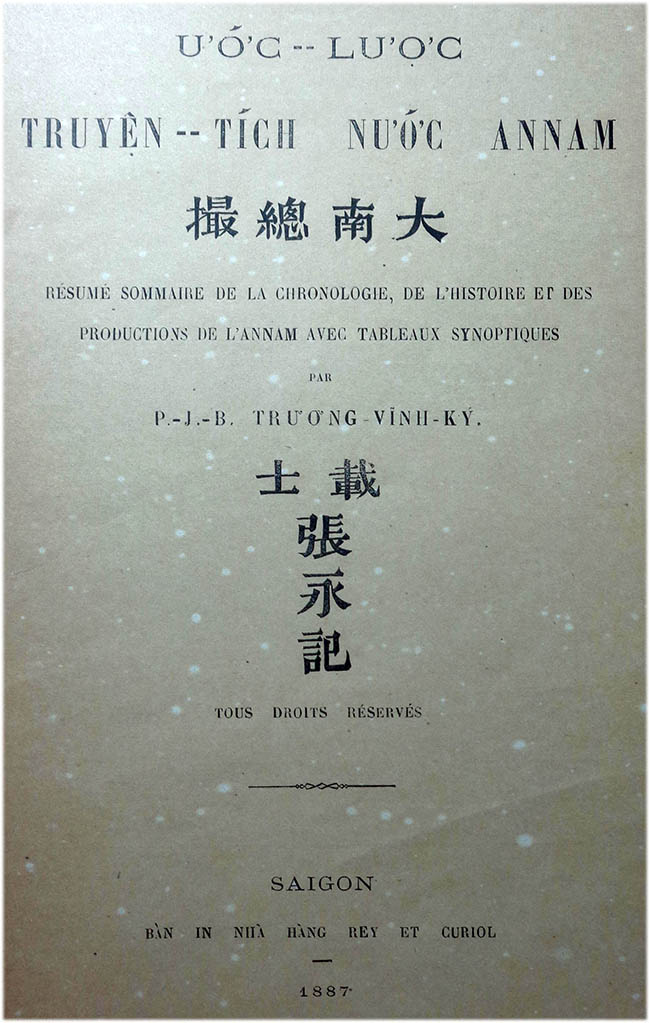 ƯỚC -- LƯỢC
TRUYỆN -- TÍCH NƯỚC ANNAM
大南總撮
RÉSUMÉ SOMMAIRE DE LA CHRONOLOGIE, DE L'HISTOIRE ET DES
PRODUCTIONS DE L'ANNAM AVEC TABLEAUX SYNOPTIQUES
PAR
P.-J.-B. TRƯƠNG-VĨNH-KÝ.
士載
張
永
記
TOUS DROITS RÉSERVÉS
SAIGON
BẢN IN NHÀ HÀNG REY ET CURIOL
1887